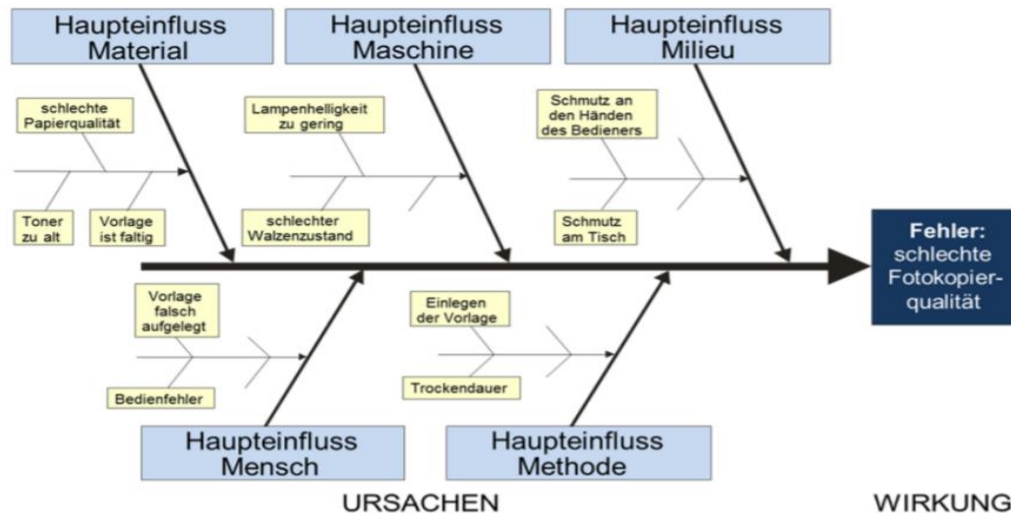 Haupteinfluss
Material
Haupteinfluss
Maschine
Haupteinfluss
Milieu
schlechte
Papierqualität
Toner
zu alt
Vorlage
ist faltig
Lampenhelligkeit
zu gering
schlechter
Walzenzustand
Schmutz an
den Händen
des Bedieners
Schmutz
am Tisch
Fehler:
schlechte
Fotokopier-
qualität
Vorlage
falsch
aufgelegt
Bedienfehler
Einlegen
der Vorlage
Trockendauer
Haupteinfluss
Mensch
Haupteinfluss
Methode
URSACHEN
WIRKUNG